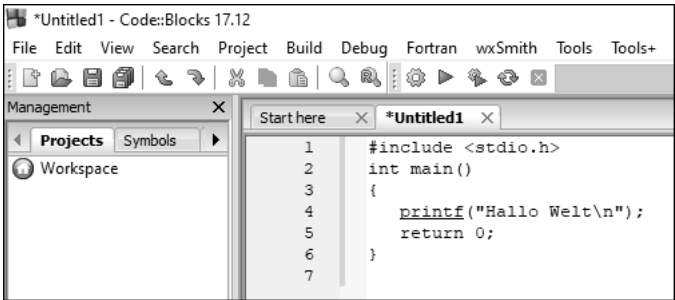 *Untitled1 - Code::Blocks 17.12
File Edit View Search Project Build Debug Fortran wxSmith Tools Tools+
Management X
Projects Symbols
Workspace
Start here *Untitled1
1 #include <stdio.h>
2 int main()
3 {
4 printf("Hallo Welt\n");
5 return 0;
6 }
7